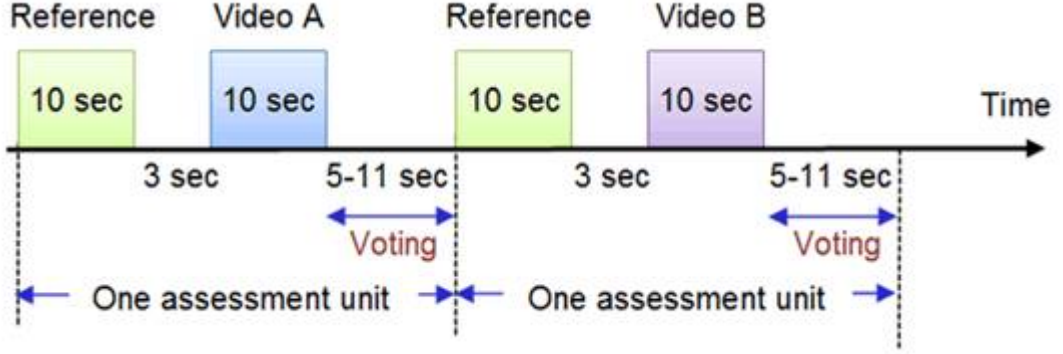 Reference Video A Reference Video B
10 sec 10 sec 10 sec 10 sec
Time
3 sec 5-11 sec 3 sec 5-11 sec
Voting Voting
One assessment unit One assessment unit